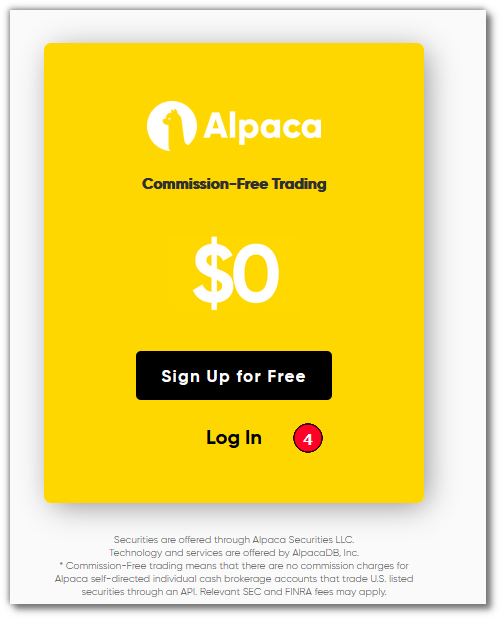 Alpaca
Commission-Free Trading
$0
Sign Up for Free
Log In
4
Securities are offered through Alpaca Securities LLC.
Technology and services are offered by AlpacaDB, Inc.
* Commission-Free trading means that there are no commission charges for
Alpaca self-directed individual cash brokerage accounts that trade U.S. listed
securities through an API. Relevant SEC and FINRA fees may apply.